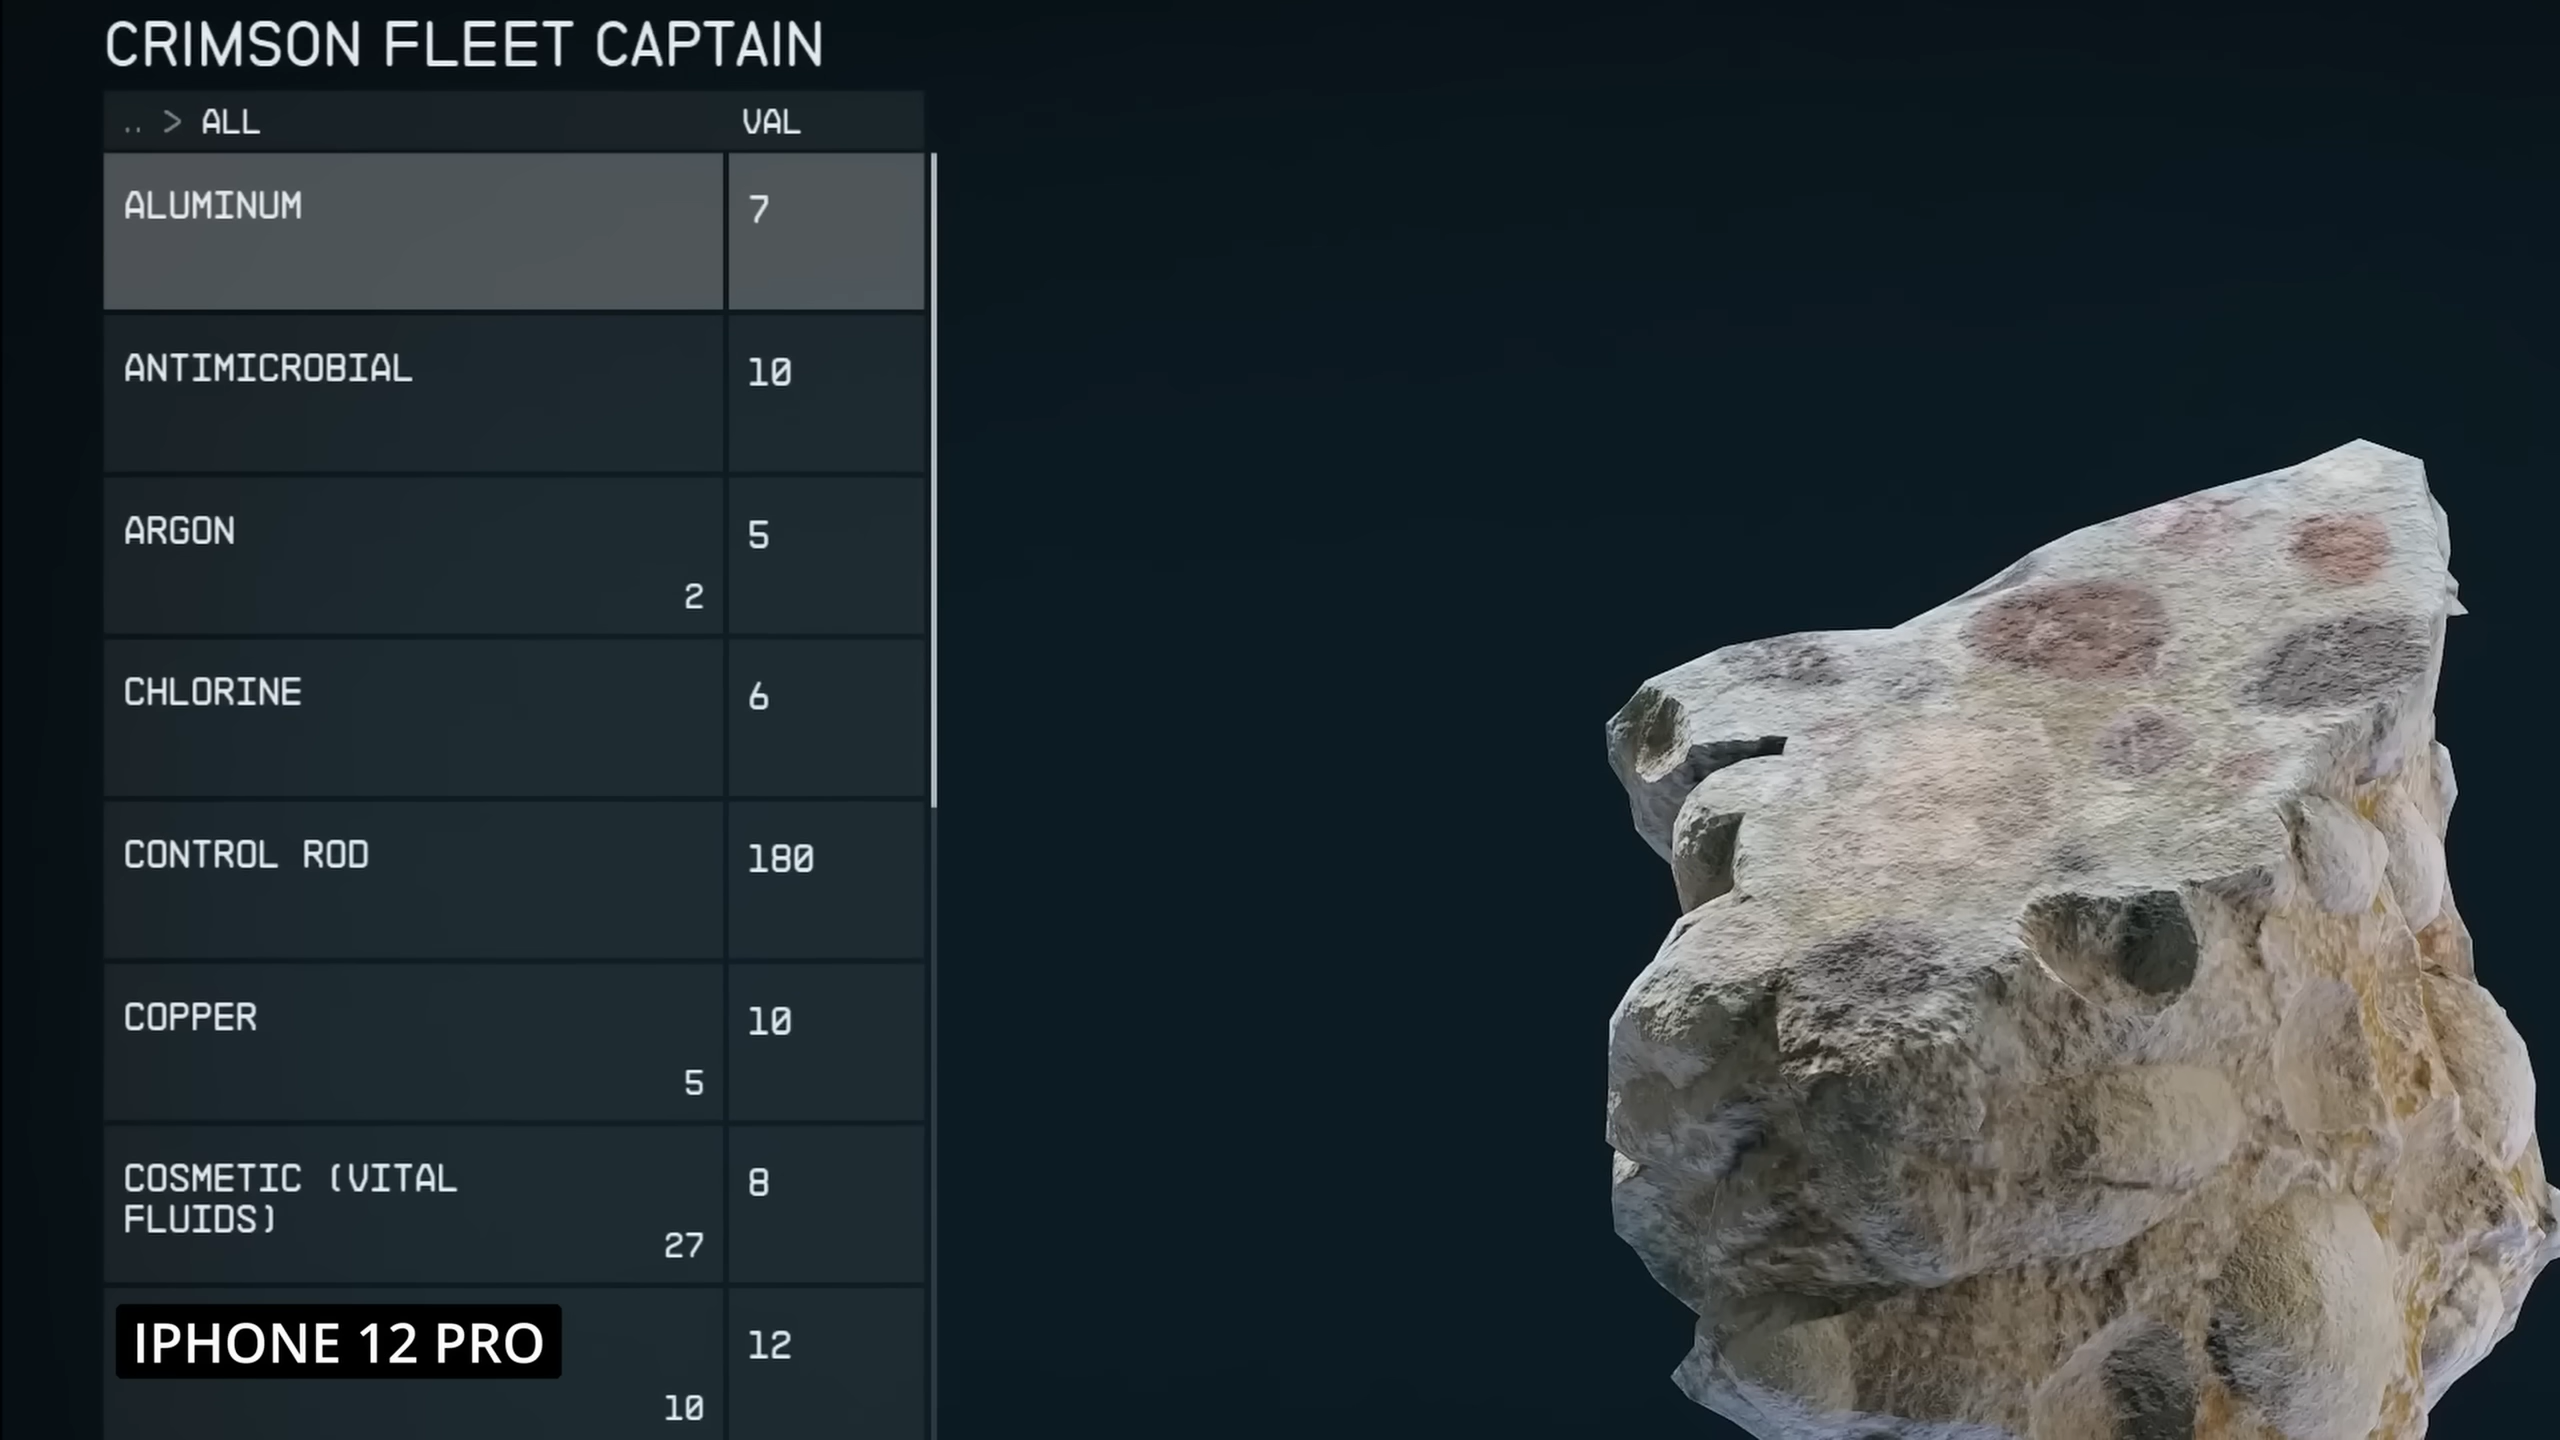 CRIMSON FLEET CAPTAIN
.. > ALL VAL
ALUMINUM 7
ANTIMICROBIAL 10
ARGON 5
2
CHLORINE 6
CONTROL ROD 180
COPPER 10
5
COSMETIC (VITAL 8
FLUIDS)
27
IPHONE 12 PRO 12
10